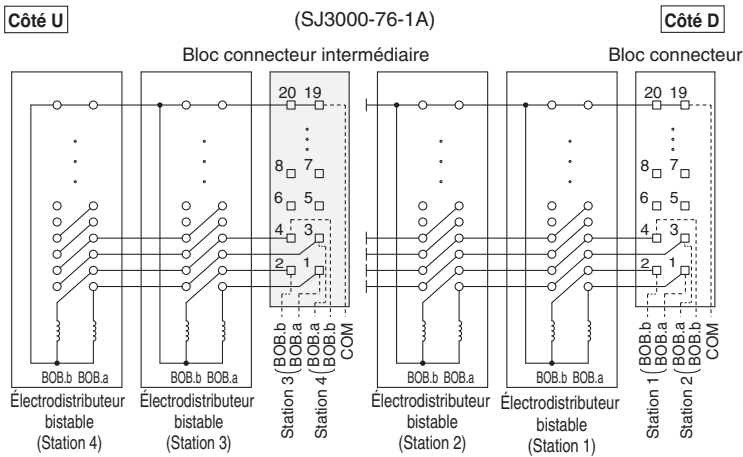 Côté U
(SJ3000-76-1A)
Côté D
Bloc connecteur intermédiaire
Bloc connecteur
20 19
8 7
6 5
4 3
2 1
20 19
8 7
6 5
4 3
2 1
BOB.b BOB.a
BOB.b BOB.a
Station 3 (BOB.b
BOB.a
Station 4 (BOB.a
BOB.b
COM
BOB.b BOB.a
BOB.b BOB.a
Station 1 (BOB.b
BOB.a
Station 2 (BOB.a
BOB.b
COM
Électrodistributeur
bistable
(Station 4)
Électrodistributeur
bistable
(Station 3)
Électrodistributeur
bistable
(Station 2)
Électrodistributeur
bistable
(Station 1)